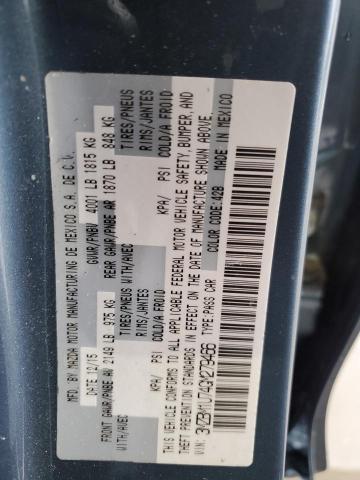 MFD BY MAZDA MOTOR MANUFACTURING DE MEXICO S.A. DE C.V.
DATE 12/15 GVWR/PNBV 4001 LB 1815 KG
FRONT GAWR/PNBE AV 2149 LB 975 KG REAR GAWR/PNBE AR 1870 LB 848 KG
WITH/AVEC TIRES/PNEUS WITH/AVEC TIRES/PNEUS
RIMS/JANTES RIMS/JANTES
KPA/ PSI COLD/A FROID KPA/ PSI COLD/A FROID
THIS VEHICLE CONFORMS TO ALL APPLICABLE FEDERAL MOTOR VEHICLE SAFETY, BUMPER, AND
THEFT PREVENTION STANDARDS IN EFFECT ON THE DATE OF MANUFACTURE SHOWN ABOVE.
TYPE:PASS CAR COLOR CODE:42B MADE IN MEXICO